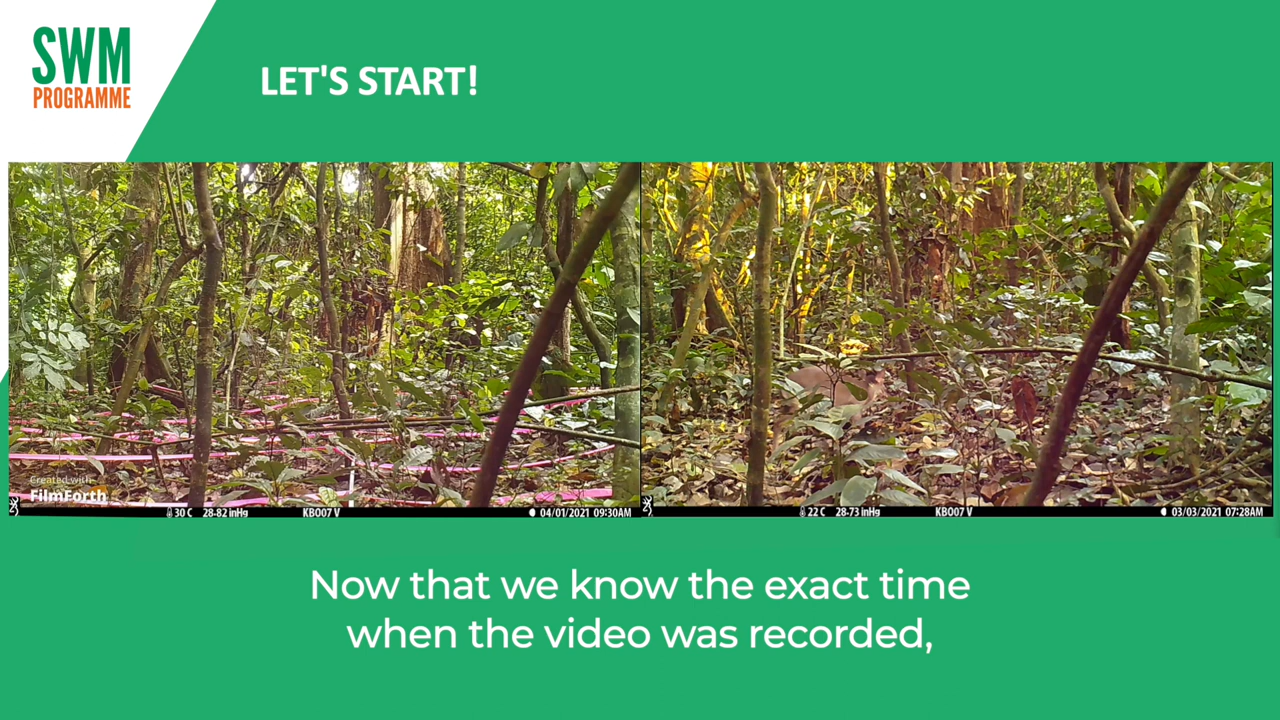 SWM
PROGRAMME
LET'S START!
Created with
FilmForth
30 C 28-82 inHg KB007 V 04/01/2021 09:30AM
22 C 28-73 inHg KB007 V 03/03/2021 07:28AM
Now that we know the exact time
when the video was recorded,